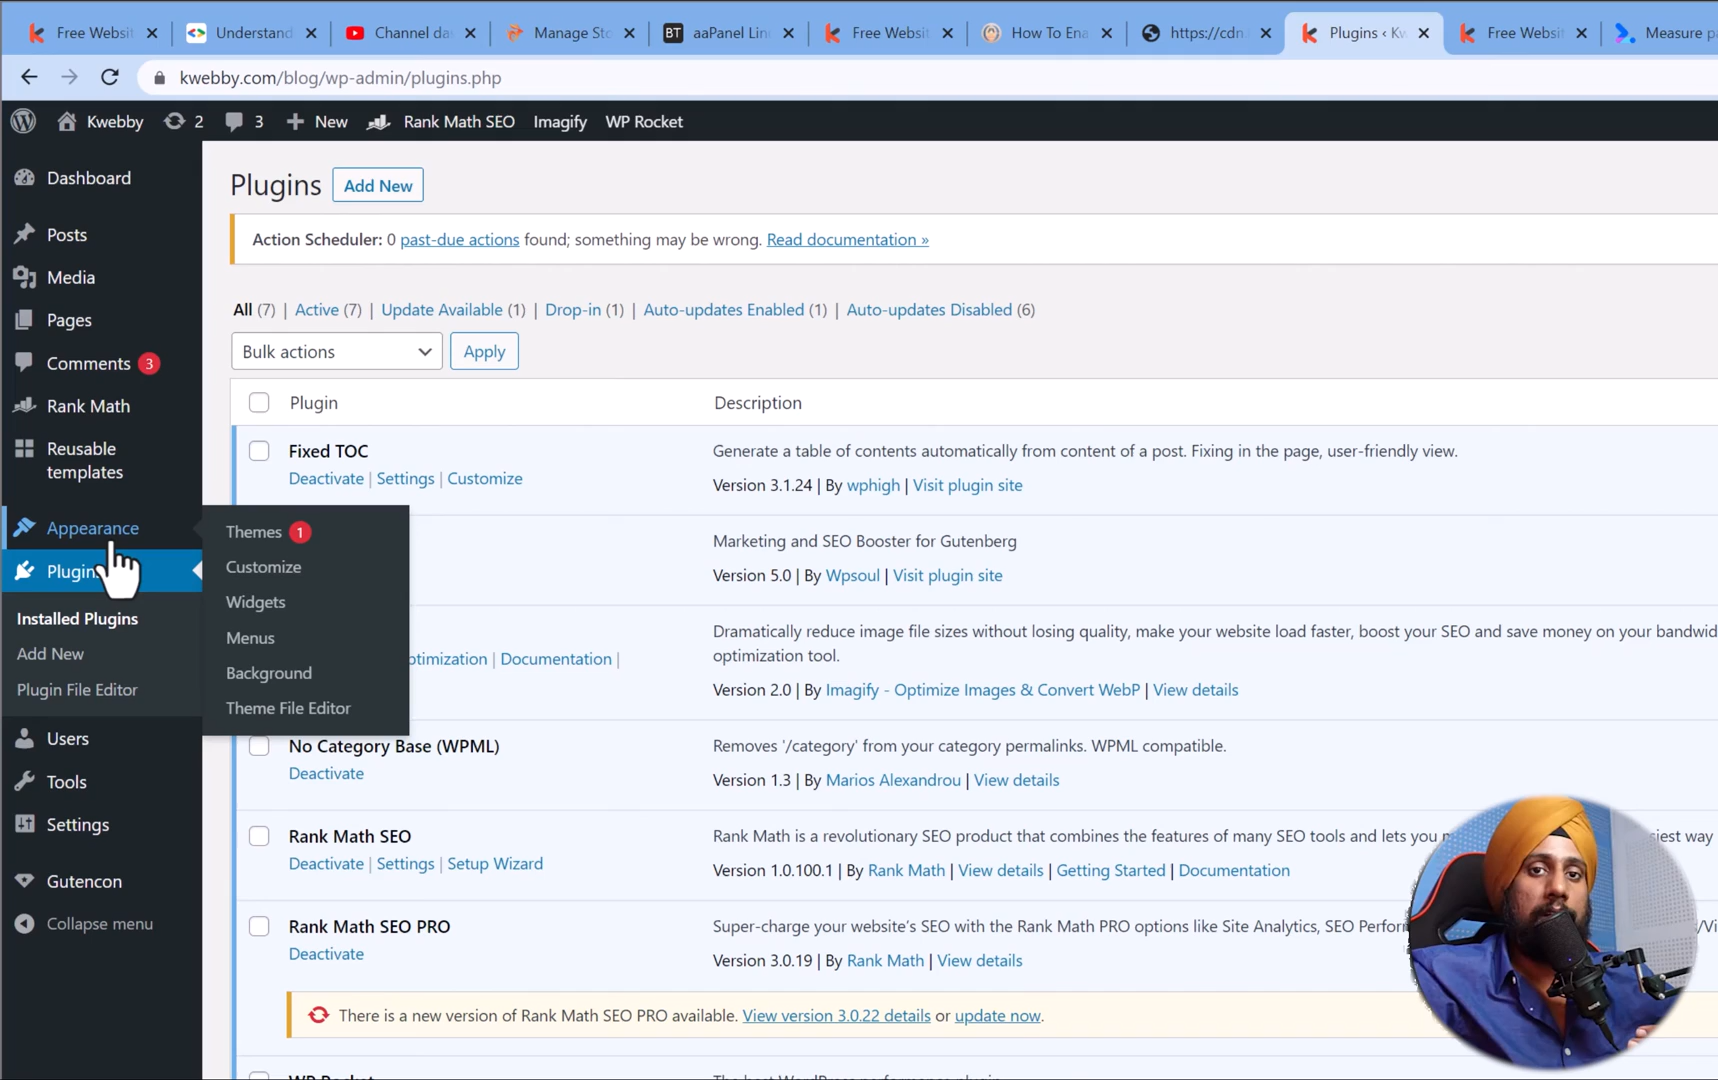 Free Websit
Understand
Channel da
Manage Sto
BT aaPanel Lin
Free Websit
How To Ena
https://cdn
Plugins ‹ Kw
Free Websit
Measure pa
kwebby.com/blog/wp-admin/plugins.php
Kwebby 2 3 New Rank Math SEO Imagify WP Rocket
Dashboard
Posts
Media
Pages
Comments 3
Rank Math
Reusable
templates
Appearance
Plugin
Installed Plugins
Add New
Plugin File Editor
Users
Tools
Settings
Gutencon
Collapse menu
Themes 1
Customize
Widgets
Menus
Background
Theme File Editor
Plugins Add New
Action Scheduler: 0 past-due actions found; something may be wrong. Read documentation »
All (7) | Active (7) | Update Available (1) | Drop-in (1) | Auto-updates Enabled (1) | Auto-updates Disabled (6)
Bulk actions Apply
Plugin Description
Fixed TOC
Deactivate | Settings | Customize
Generate a table of contents automatically from content of a post. Fixing in the page, user-friendly view.
Version 3.1.24 | By wphigh | Visit plugin site
Marketing and SEO Booster for Gutenberg
Version 5.0 | By Wpsoul | Visit plugin site
ptimization | Documentation |
Dramatically reduce image file sizes without losing quality, make your website load faster, boost your SEO and save money on your bandwid
optimization tool.
Version 2.0 | By Imagify - Optimize Images & Convert WebP | View details
No Category Base (WPML)
Deactivate
Removes '/category' from your category permalinks. WPML compatible.
Version 1.3 | By Marios Alexandrou | View details
Rank Math SEO
Deactivate | Settings | Setup Wizard
Rank Math is a revolutionary SEO product that combines the features of many SEO tools and lets you siest way
Version 1.0.100.1 | By Rank Math | View details | Getting Started | Documentation
Rank Math SEO PRO
Deactivate
Super-charge your website's SEO with the Rank Math PRO options like Site Analytics, SEO Perfor
Version 3.0.19 | By Rank Math | View details
There is a new version of Rank Math SEO PRO available. View version 3.0.22 details or update now.
WP Rocket
The best WordPress performance plugin